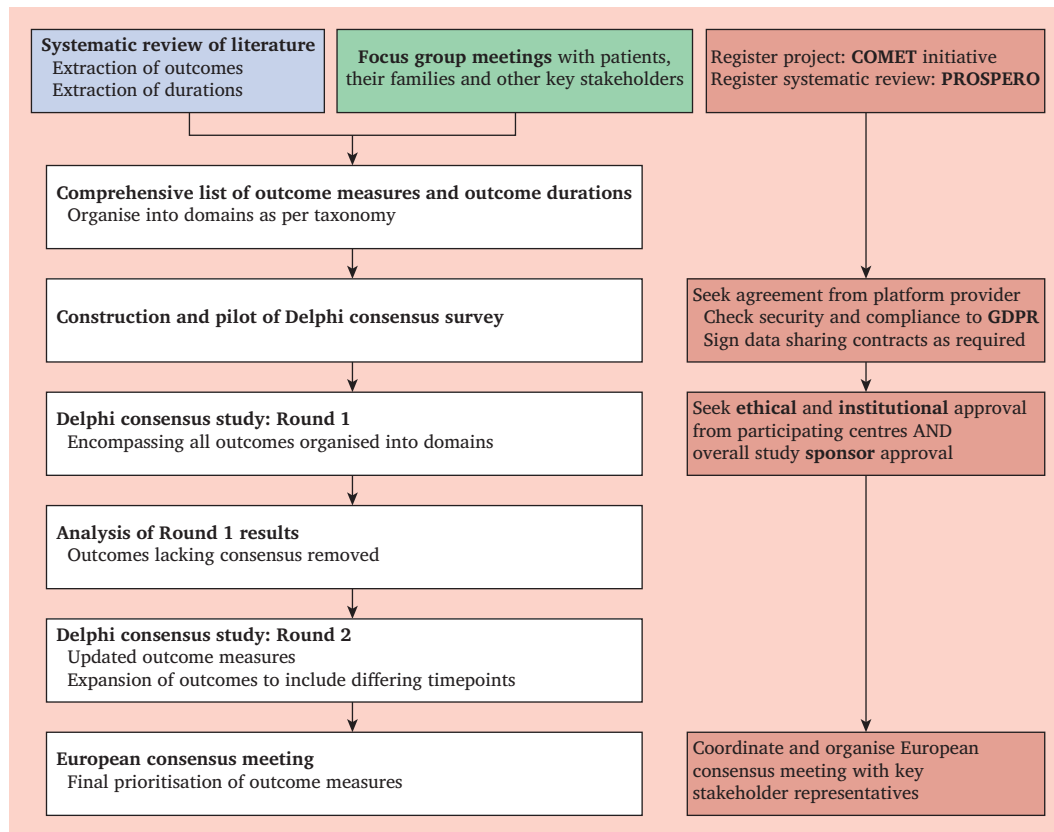 Systematic review of literature
Extraction of outcomes
Extraction of durations
Focus group meetings with patients,
their families and other key stakeholders
Register project: COMET initiative
Register systematic review: PROSPERO
Comprehensive list of outcome measures and outcome durations
Organise into domains as per taxonomy
Construction and pilot of Delphi consensus survey
Seek agreement from platform provider
Check security and compliance to GDPR
Sign data sharing contracts as required
Delphi consensus study: Round 1
Encompassing all outcomes organised into domains
Seek ethical and institutional approval
from participating centres AND
overall study sponsor approval
Analysis of Round 1 results
Outcomes lacking consensus removed
Delphi consensus study: Round 2
Updated outcome measures
Expansion of outcomes to include differing timepoints
European consensus meeting
Final prioritisation of outcome measures
Coordinate and organise European
consensus meeting with key
stakeholder representatives